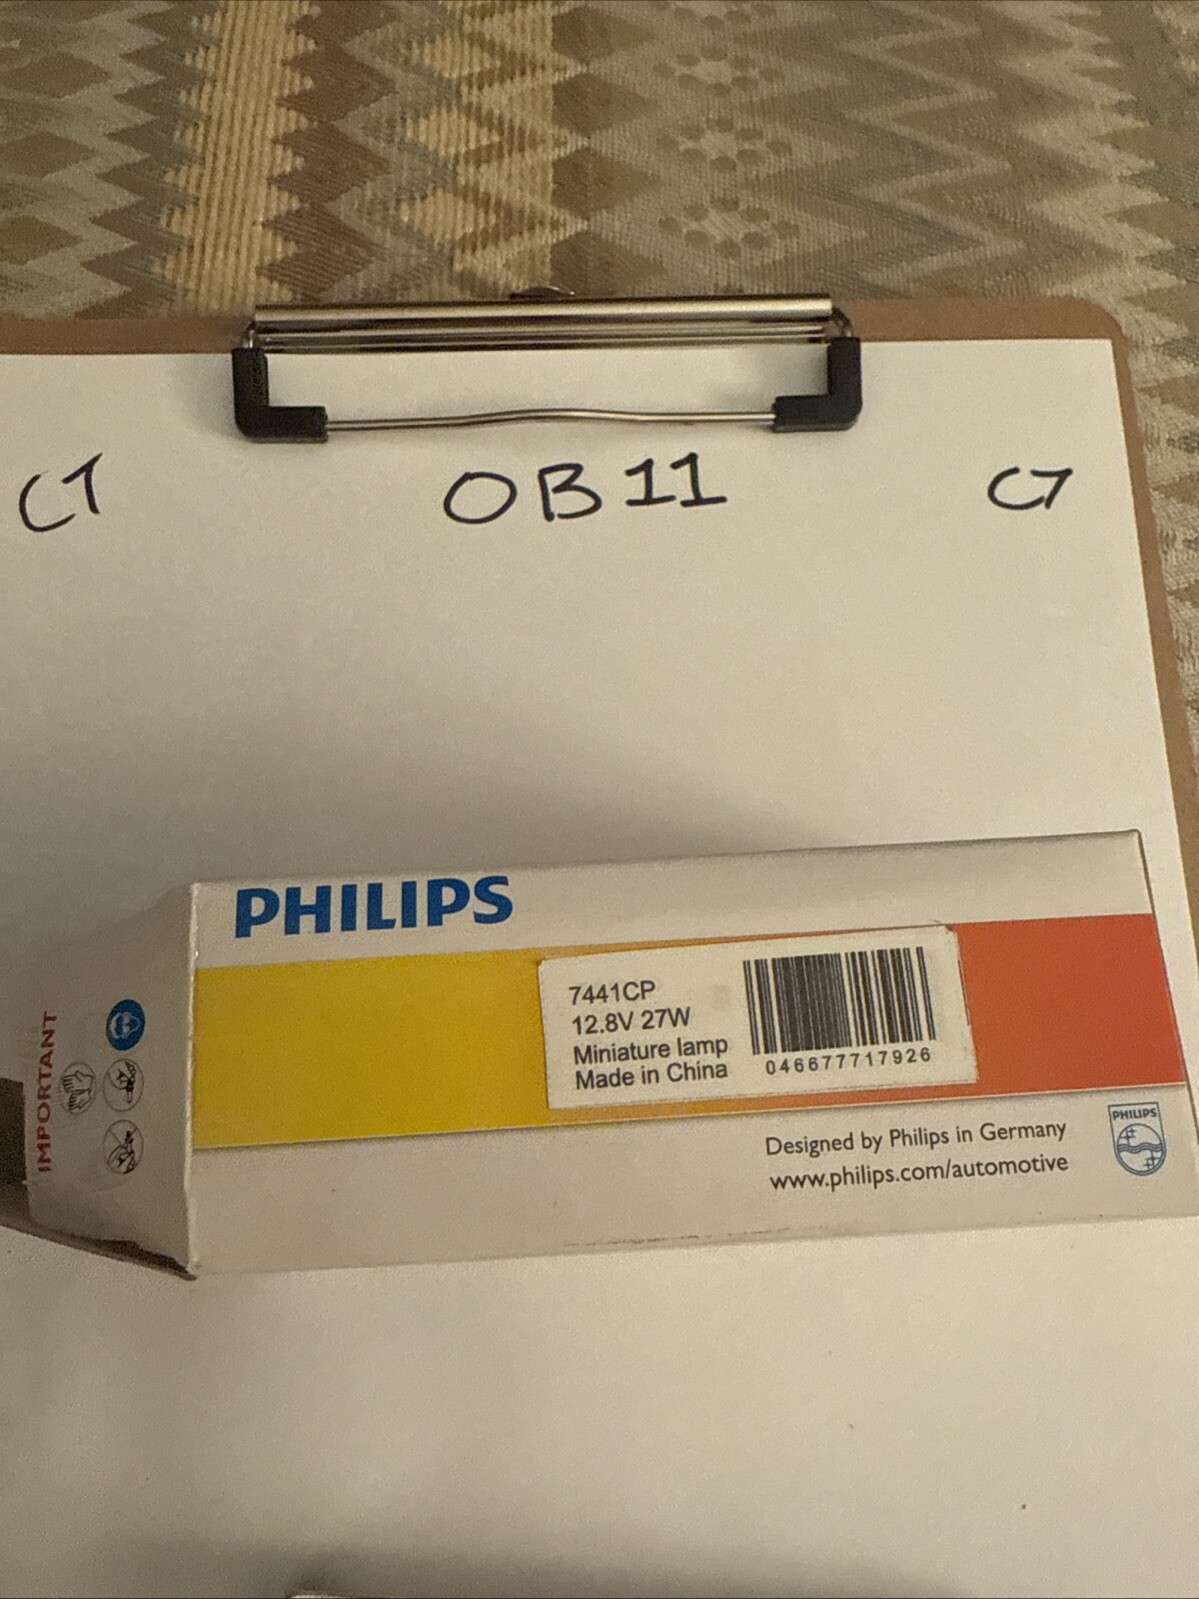 C7 OB11 C7
PHILIPS
7441CP
12.8V 27W
Miniature lamp
Made in China
046677717926
Designed by Philips in Germany
www.philips.com/automotive
PHILIPS
IMPORTANT